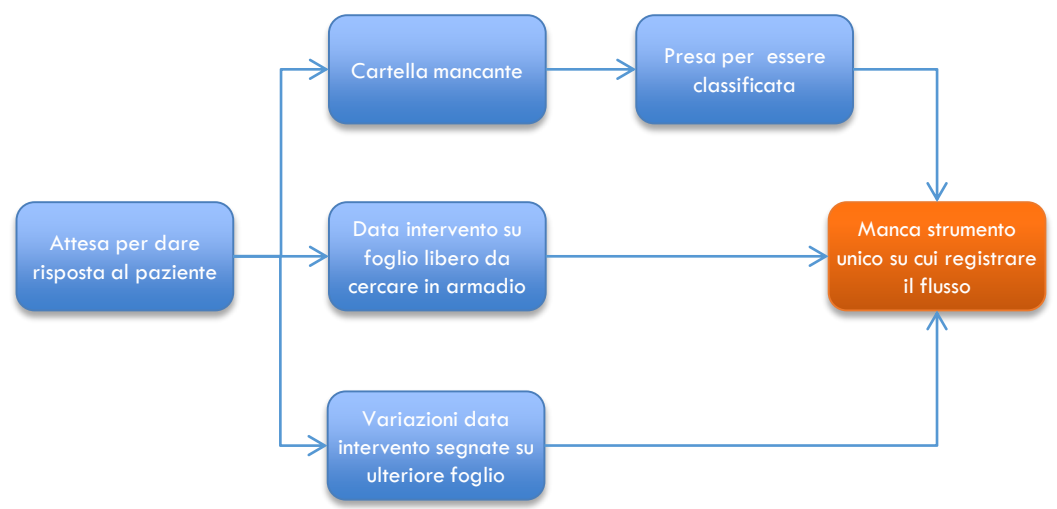 Cartella mancante
Presa per  essere
classificata
Attesa per dare
risposta al paziente
Data intervento su
foglio libero da
cercare in armadio
Manca strumento
unico su cui registrare
il flusso
Variazioni data
intervento segnate su
ulteriore foglio